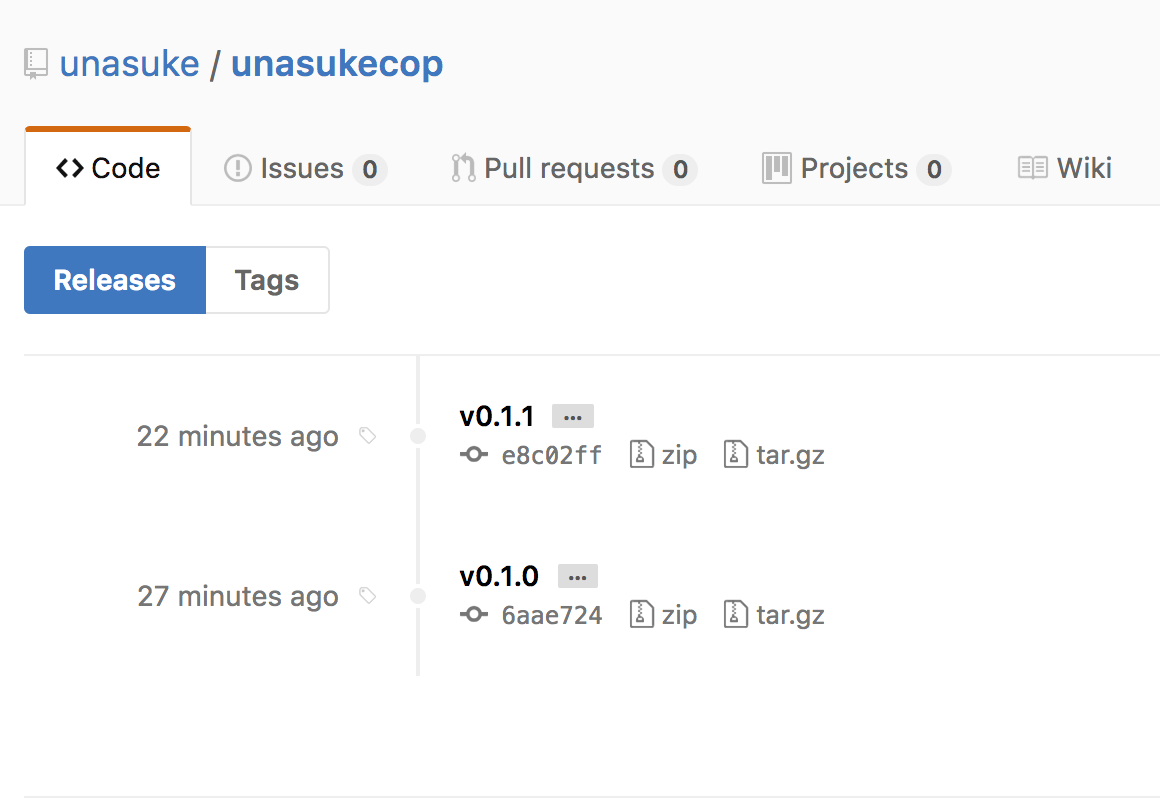 unasuke / unasukecop
Code Issues 0 Pull requests 0 Projects 0 Wiki
Releases Tags
v0.1.1 ...
22 minutes ago
e8c02ff zip tar.gz
v0.1.0 ...
27 minutes ago
6aae724 zip tar.gz